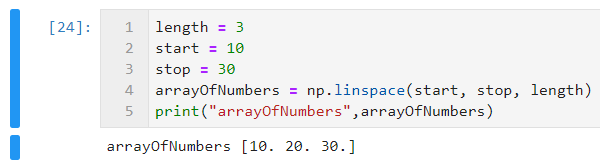 [24]:
1 length = 3
2 start = 10
3 stop = 30
4 arrayOfNumbers = np.linspace(start, stop, length)
5 print("arrayOfNumbers",arrayOfNumbers)
arrayOfNumbers [10. 20. 30.]